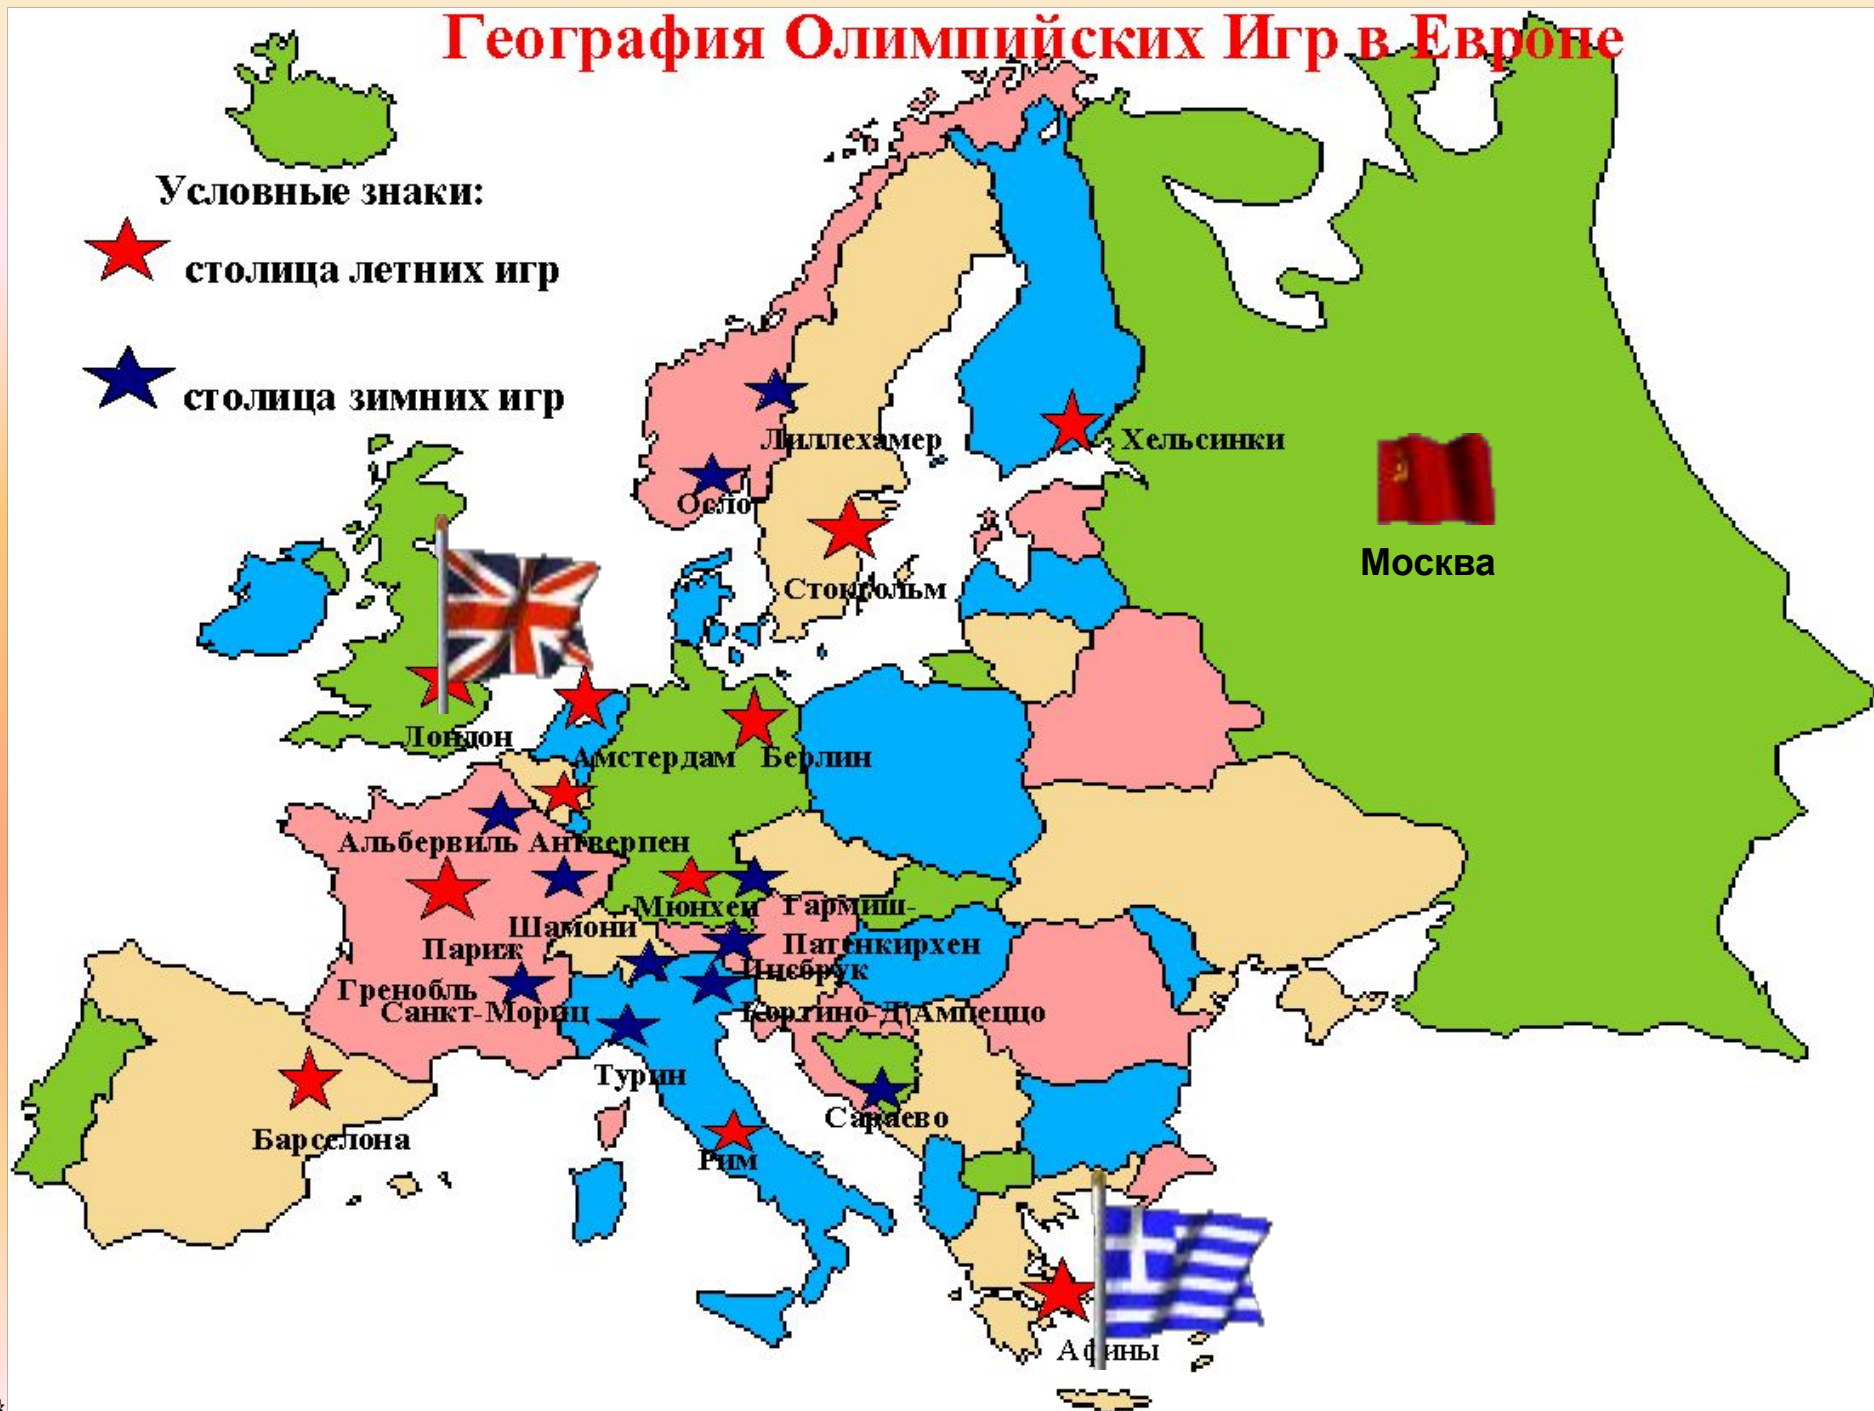 География Олимпийских Игр в Европе
Условные знаки:
столица летних игр
столица зимних игр
Лиллехамер
Хельсинки
Осло
Москва
Стокгольм
Лондон
Амстердам
Берлин
Альбервиль
Антверпен
Мюнхен
Гармиш-
Патенкирхен
Шамони
Париж
Инсбрук
Гренобль
Санкт-Мориц
Кортино-Д'Ампеццо
Турин
Сараево
Барселона
Рим
Афины